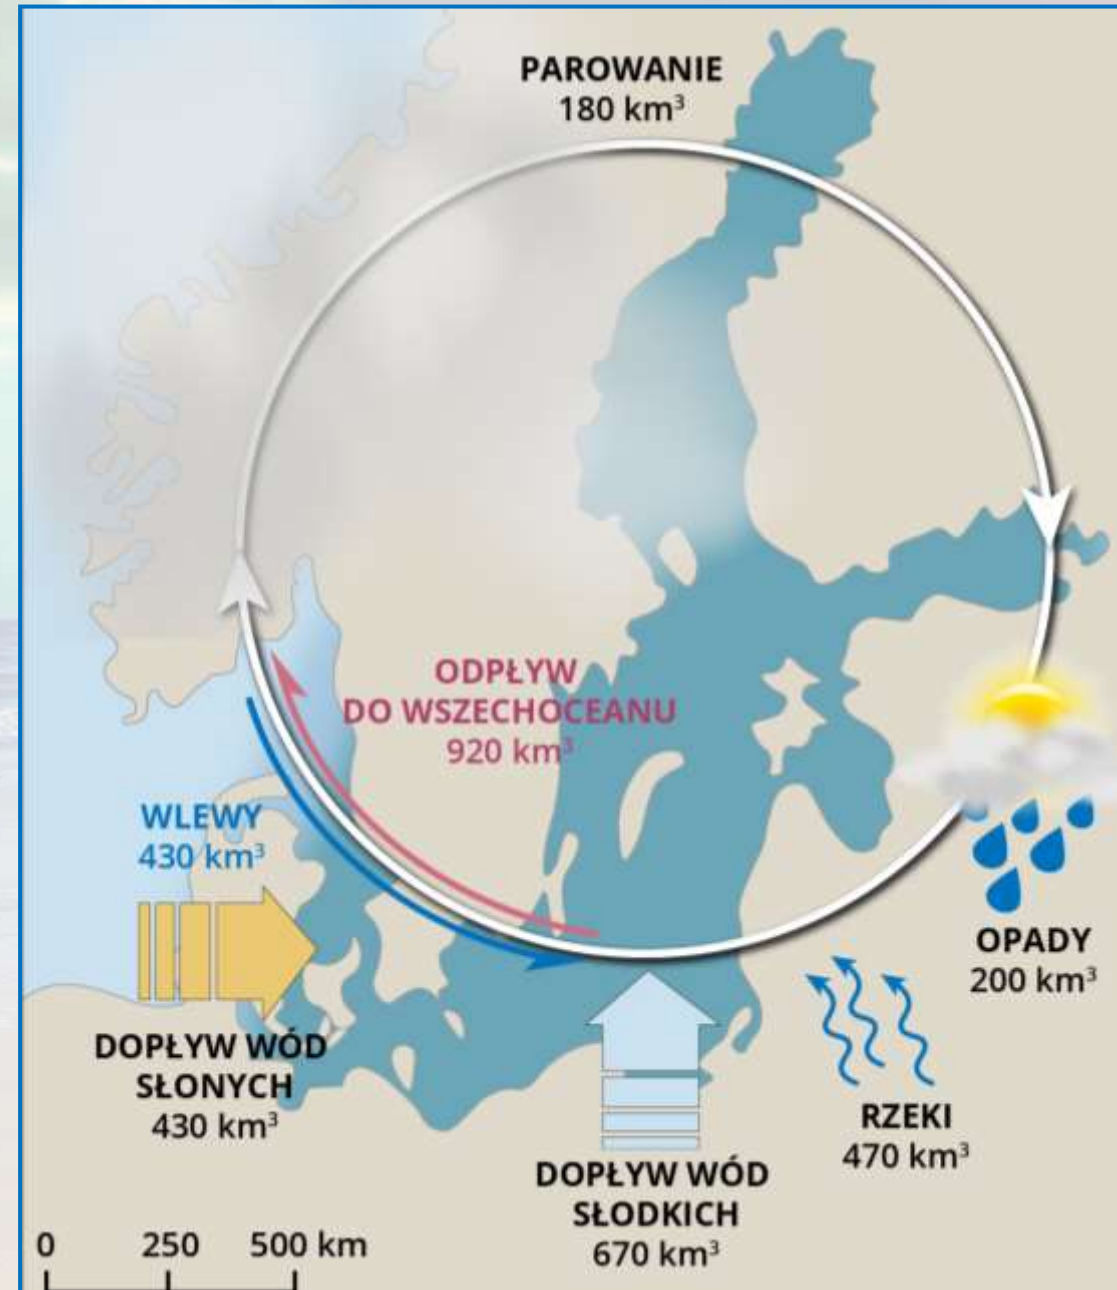 PAROWANIE
180 km³
ODPŁYW
DO WSZECHOCEANU
920 km³
WLEWY
430 km³
OPADY
200 km³
DOPŁYW WÓD
SŁONYCH
430 km³
RZEKI
470 km³
DOPŁYW WÓD
SŁODKICH
670 km³
0 250 500 km